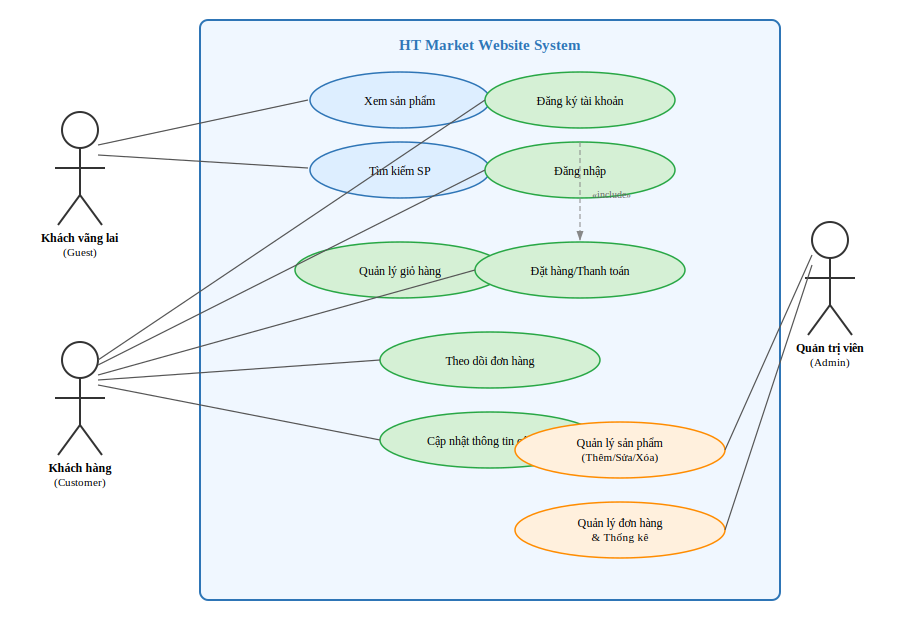 HT Market Website System
Xem sản phẩm
Đăng ký tài khoản
Tìm kiếm SP
Đăng nhập
«include»
Khách vãng lai
(Guest)
Quản lý giỏ hàng
Đặt hàng/Thanh toán
Quản trị viên
(Admin)
Theo dõi đơn hàng
Cập nhật thông tin
Quản lý sản phẩm
(Thêm/Sửa/Xóa)
Khách hàng
(Customer)
Quản lý đơn hàng
& Thống kê